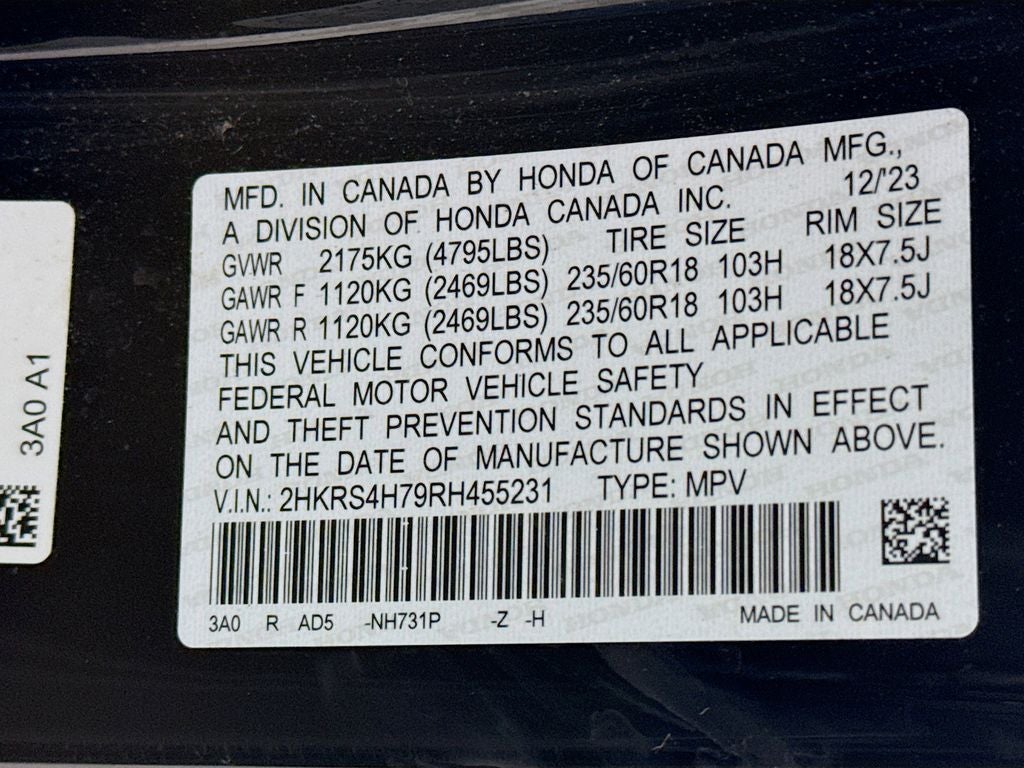 MFD. IN CANADA BY HONDA OF CANADA MFG.,
A DIVISION OF HONDA CANADA INC. 12/'23
GVWR 2175KG (4795LBS) TIRE SIZE RIM SIZE
GAWR F 1120KG (2469LBS) 235/60R18 103H 18X7.5J
GAWR R 1120KG (2469LBS) 235/60R18 103H 18X7.5J
THIS VEHICLE CONFORMS TO ALL APPLICABLE
FEDERAL MOTOR VEHICLE SAFETY
AND THEFT PREVENTION STANDARDS IN EFFECT
ON THE DATE OF MANUFACTURE SHOWN ABOVE.
V.I.N.: 2HKRS4H79RH455231 TYPE: MPV
3A0 R AD5 -NH731P -Z -H MADE IN CANADA
3A0 A1